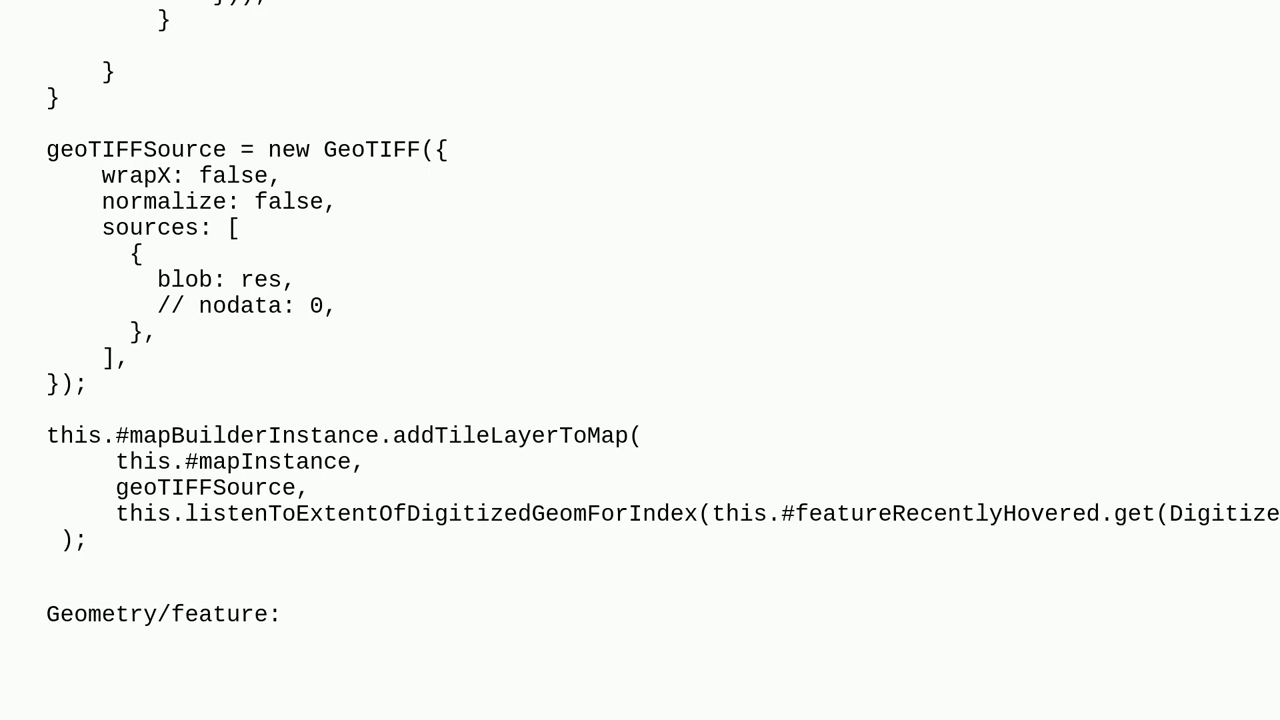 }
}
}
geoTIFFSource = new GeoTIFF({
wrapX: false,
normalize: false,
sources: [
{
blob: res,
// nodata: 0,
},
],
});
this.#mapBuilderInstance.addTileLayerToMap(
this.#mapInstance,
geoTIFFSource,
this.listenToExtentOfDigitizedGeomForIndex(this.#featureRecentlyHovered.get(Digitize
);
Geometry/feature: